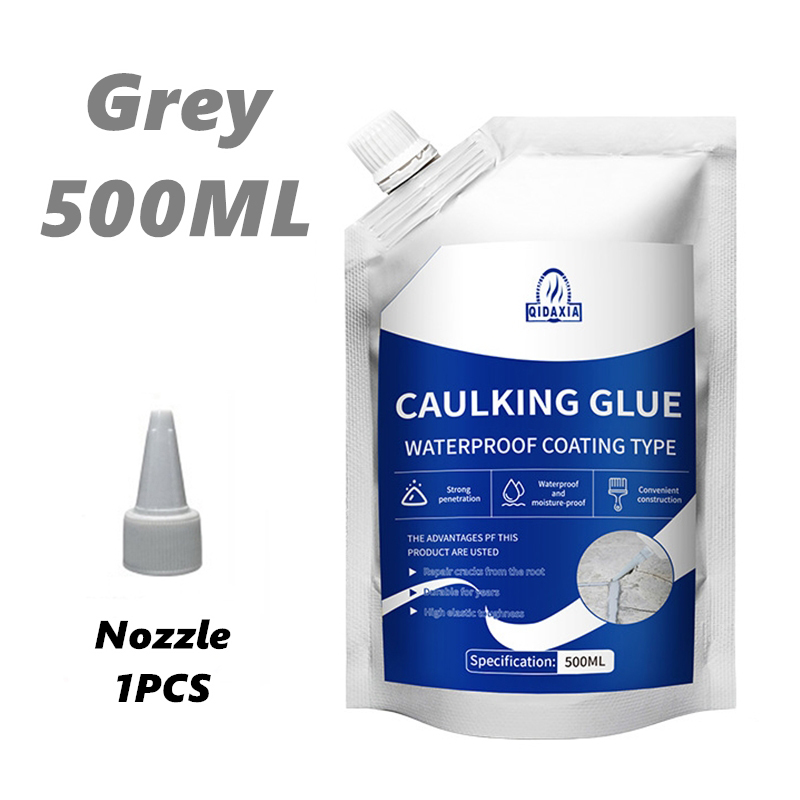 Grey
500ML
QIDAXIA
CAULKING GLUE
WATERPROOF COATING TYPE
Strong
penetration
Waterproof
and
moisture-proof
Convenient
construction
THE ADVANTAGES PF THIS
PRODUCT ARE USTED
Repair cracks from the root
Durable for years
High elastic toughness
Specification: 500ML
Nozzle
1PCS